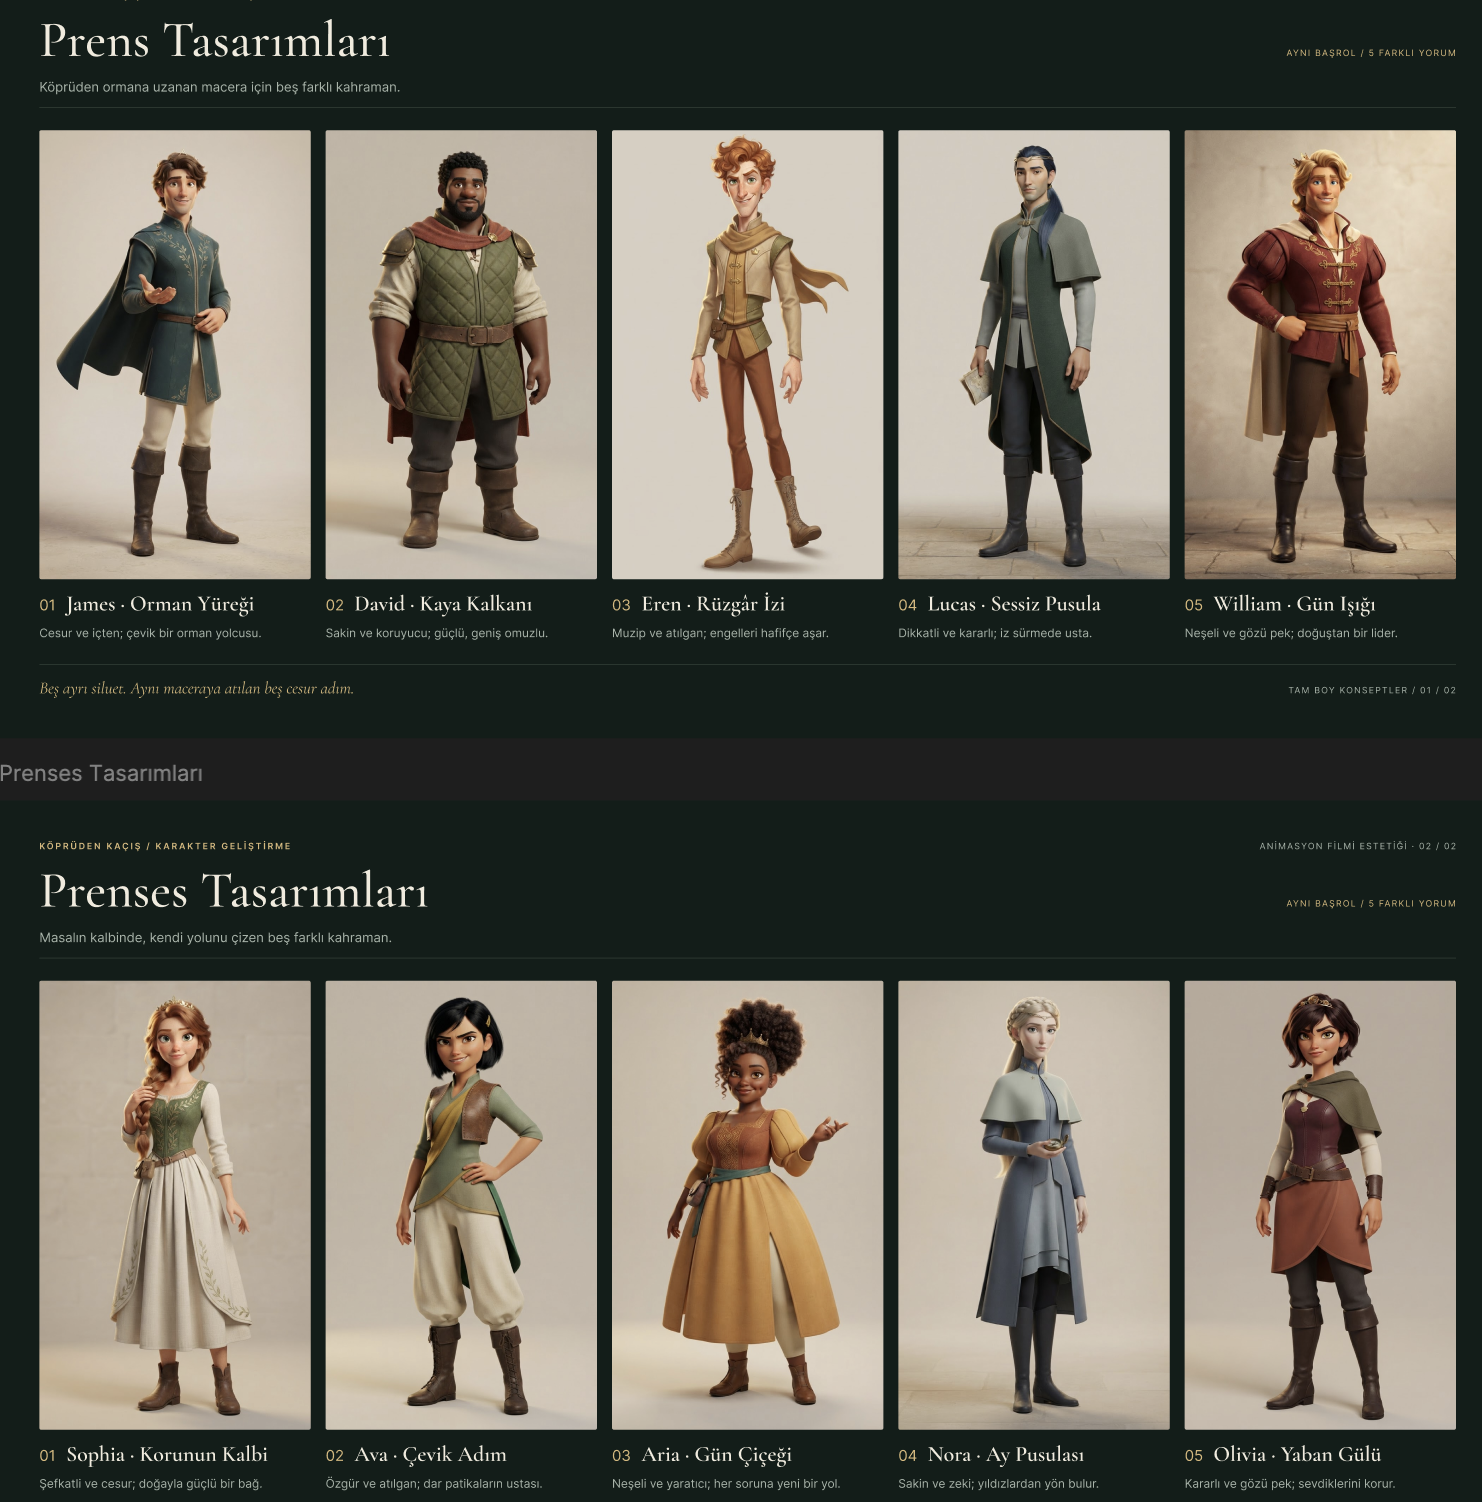 Prens Tasarımları
AYNI BAŞROL / 5 FARKLI YORUM
Köprüden ormana uzanan macera için beş farklı kahraman.
01 James · Orman Yüreği
Cesur ve içten; çevik bir orman yolcusu.
02 David · Kaya Kalkanı
Sakin ve koruyucu; güçlü, geniş omuzlu.
03 Eren · Rüzgâr İzi
Muzip ve atılgan; engelleri hafifçe aşar.
04 Lucas · Sessiz Pusula
Dikkatli ve kararlı; iz sürmede usta.
05 William · Gün Işığı
Neşeli ve gözü pek; doğuştan bir lider.
Beş ayrı siluet. Aynı maceraya atılan beş cesur adım.
TAM BOY KONSEPTLER / 01 / 02
Prenses Tasarımları
KÖPRÜDEN KAÇIŞ / KARAKTER GELİŞTİRME
ANİMASYON FİLMİ ESTETİĞİ · 02 / 02
Prenses Tasarımları
AYNI BAŞROL / 5 FARKLI YORUM
Masalın kalbinde, kendi yolunu çizen beş farklı kahraman.
01 Sophia · Korunun Kalbi
Şefkatli ve cesur; doğayla güçlü bir bağ.
02 Ava · Çevik Adım
Özgür ve atılgan; dar patikaların ustası.
03 Aria · Gün Çiçeği
Neşeli ve yaratıcı; her soruna yeni bir yol.
04 Nora · Ay Pusulası
Sakin ve zeki; yıldızlardan yön bulur.
05 Olivia · Yaban Gülü
Kararlı ve gözü pek; sevdiklerini korur.